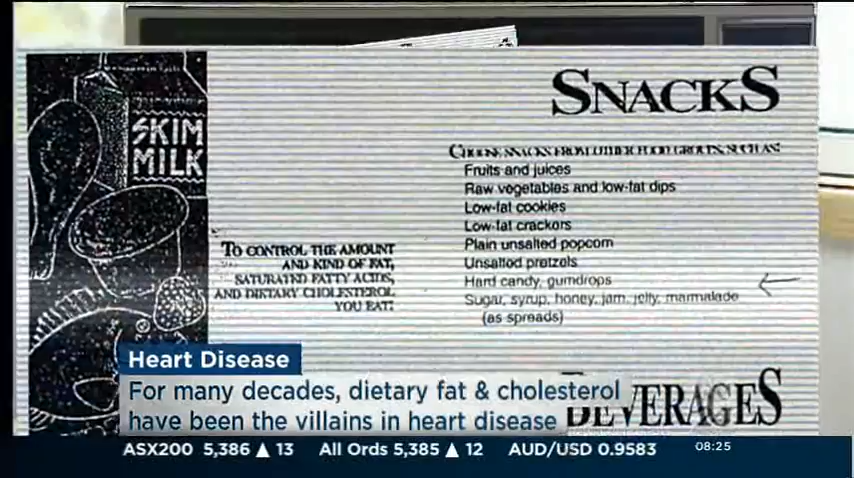 SKIM
MILK
SNACKS
CHOOSE SNACKS FROM OTHER FOOD GROUPS, SUCH AS:
Fruits and juices
Raw vegetables and low-fat dips
Low-fat cookies
Low-fat crackers
Plain unsalted popcorn
Unsalted pretzels
Hard candy, gumdrops
Sugar, syrup, honey, jam, jelly, marmalade
(as spreads)
TO CONTROL THE AMOUNT
AND KIND OF FAT,
SATURATED FATTY ACIDS,
AND DIETARY CHOLESTEROL
YOU EAT:
BEVERAGES
Heart Disease
For many decades, dietary fat & cholesterol
have been the villains in heart disease
ASX200 5,386 ▲ 13 All Ords 5,385 ▲ 12 AUD/USD 0.9583 08:25